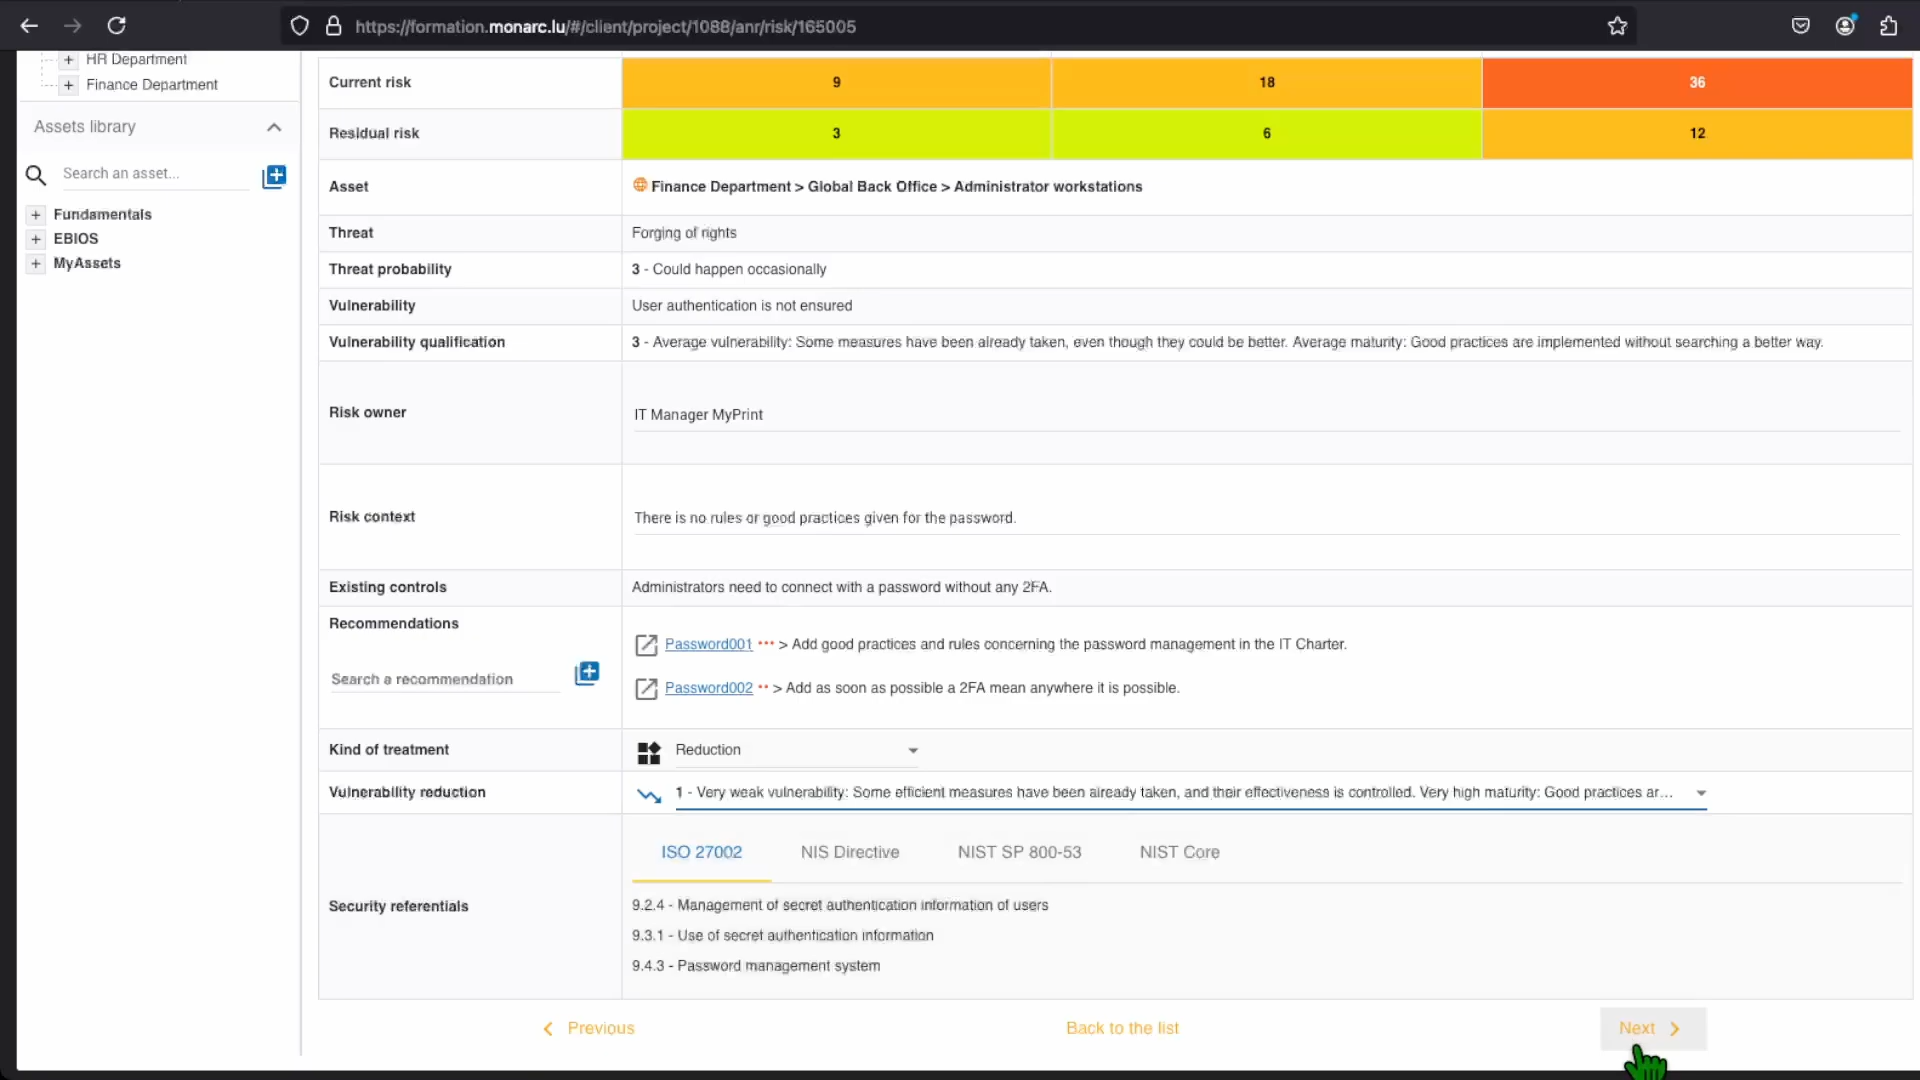 https://formation.monarc.lu/#/client/project/1088/anr/risk/165005
HR Department
Finance Department
Assets library
Search an asset...
Fundamentals
EBIOS
MyAssets
Current risk 9 18 36
Residual risk 3 6 12
Asset Finance Department > Global Back Office > Administrator workstations
Threat Forging of rights
Threat probability 3 - Could happen occasionally
Vulnerability User authentication is not ensured
Vulnerability qualification 3 - Average vulnerability: Some measures have been already taken, even though they could be better. Average maturity: Good practices are implemented without searching a better way.
Risk owner IT Manager MyPrint
Risk context There is no rules or good practices given for the password.
Existing controls Administrators need to connect with a password without any 2FA.
Recommendations
Search a recommendation
Password001 ••• > Add good practices and rules concerning the password management in the IT Charter.
Password002 •• > Add as soon as possible a 2FA mean anywhere it is possible.
Kind of treatment Reduction
Vulnerability reduction 1 - Very weak vulnerability: Some efficient measures have been already taken, and their effectiveness is controlled. Very high maturity: Good practices ar...
ISO 27002 NIS Directive NIST SP 800-53 NIST Core
Security referentials
9.2.4 - Management of secret authentication information of users
9.3.1 - Use of secret authentication information
9.4.3 - Password management system
Previous Back to the list Next